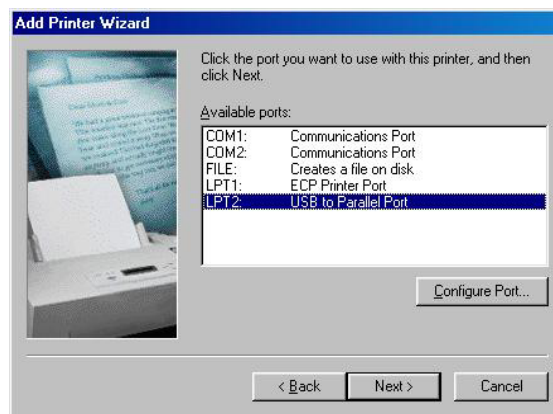 Add Printer Wizard
Click the port you want to use with this printer, and then
click Next.
Available ports:
COM1: Communications Port
COM2: Communications Port
FILE: Creates a file on disk
LPT1: ECP Printer Port
LPT2: USB to Parallel Port
Configure Port...
< Back Next > Cancel